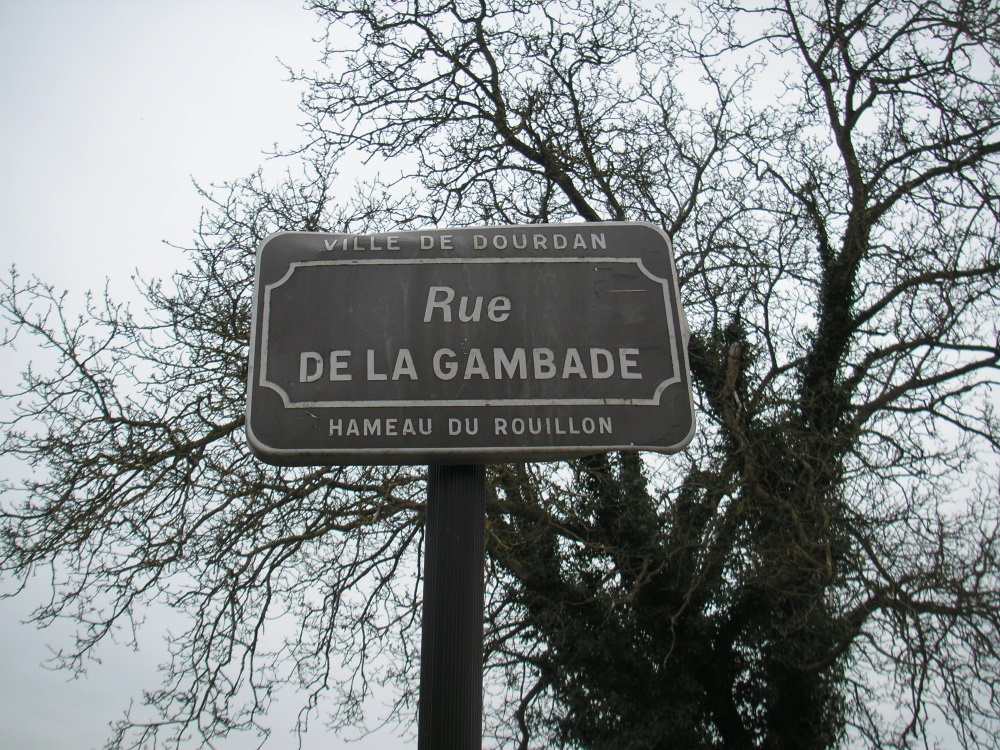 VILLE DE DOURDAN
Rue
DE LA GAMBADE
HAMEAU DU ROUILLON